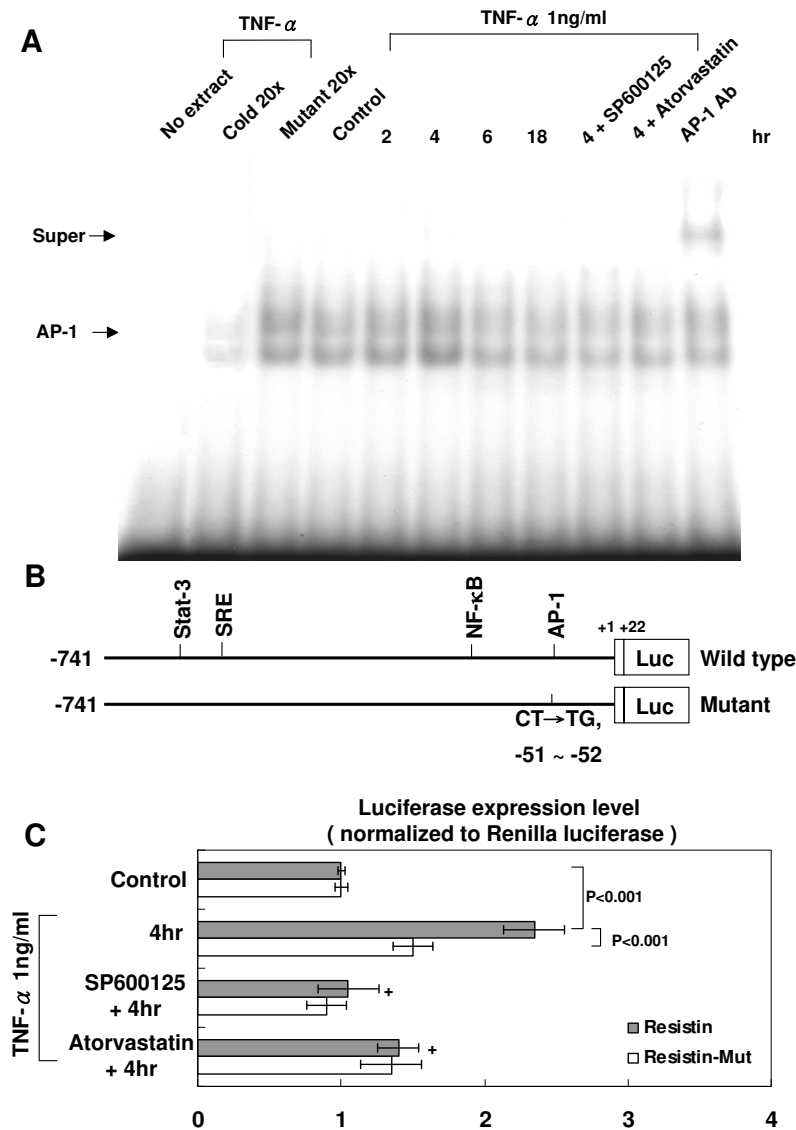 A
TNF-α
TNF-α 1ng/ml
No extract
Cold 20x
Mutant 20x
Control
2
4
6
18
4 + SP600125
4 + Atorvastatin
AP-1 Ab
hr
Super
AP-1
B
Stat-3
SRE
NF-κB
AP-1
+1 +22
-741
Luc
Wild type
-741
Luc
Mutant
CT→TG,
-51 ~ -52
C
Luciferase expression level
( normalized to Renilla luciferase )
TNF-α 1ng/ml
Control
4hr
SP600125
+ 4hr
Atorvastatin
+ 4hr
P<0.001
P<0.001
+
+
Resistin
Resistin-Mut
0 1 2 3 4